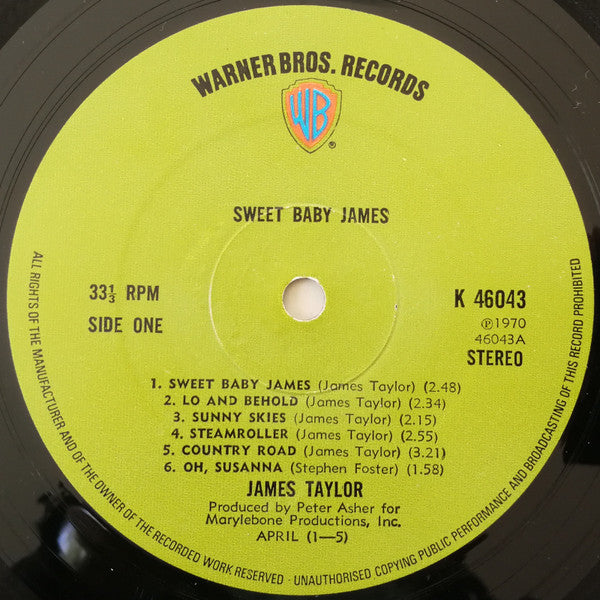 WARNER BROS. RECORDS
WB
®
SWEET BABY JAMES
33⅓ RPM
SIDE ONE
K 46043
℗1970
46043A
STEREO
1. SWEET BABY JAMES (James Taylor) (2.48)
2. LO AND BEHOLD (James Taylor) (2.34)
3. SUNNY SKIES (James Taylor) (2.15)
4. STEAMROLLER (James Taylor) (2.55)
5. COUNTRY ROAD (James Taylor) (3.21)
6. OH, SUSANNA (Stephen Foster) (1.58)
JAMES TAYLOR
Produced by Peter Asher for
Marylebone Productions, Inc.
APRIL (1—5)
ALL RIGHTS OF THE MANUFACTURER AND OF THE OWNER OF THE RECORDED WORK RESERVED · UNAUTHORISED COPYING PUBLIC PERFORMANCE AND BROADCASTING OF THIS RECORD PROHIBITED